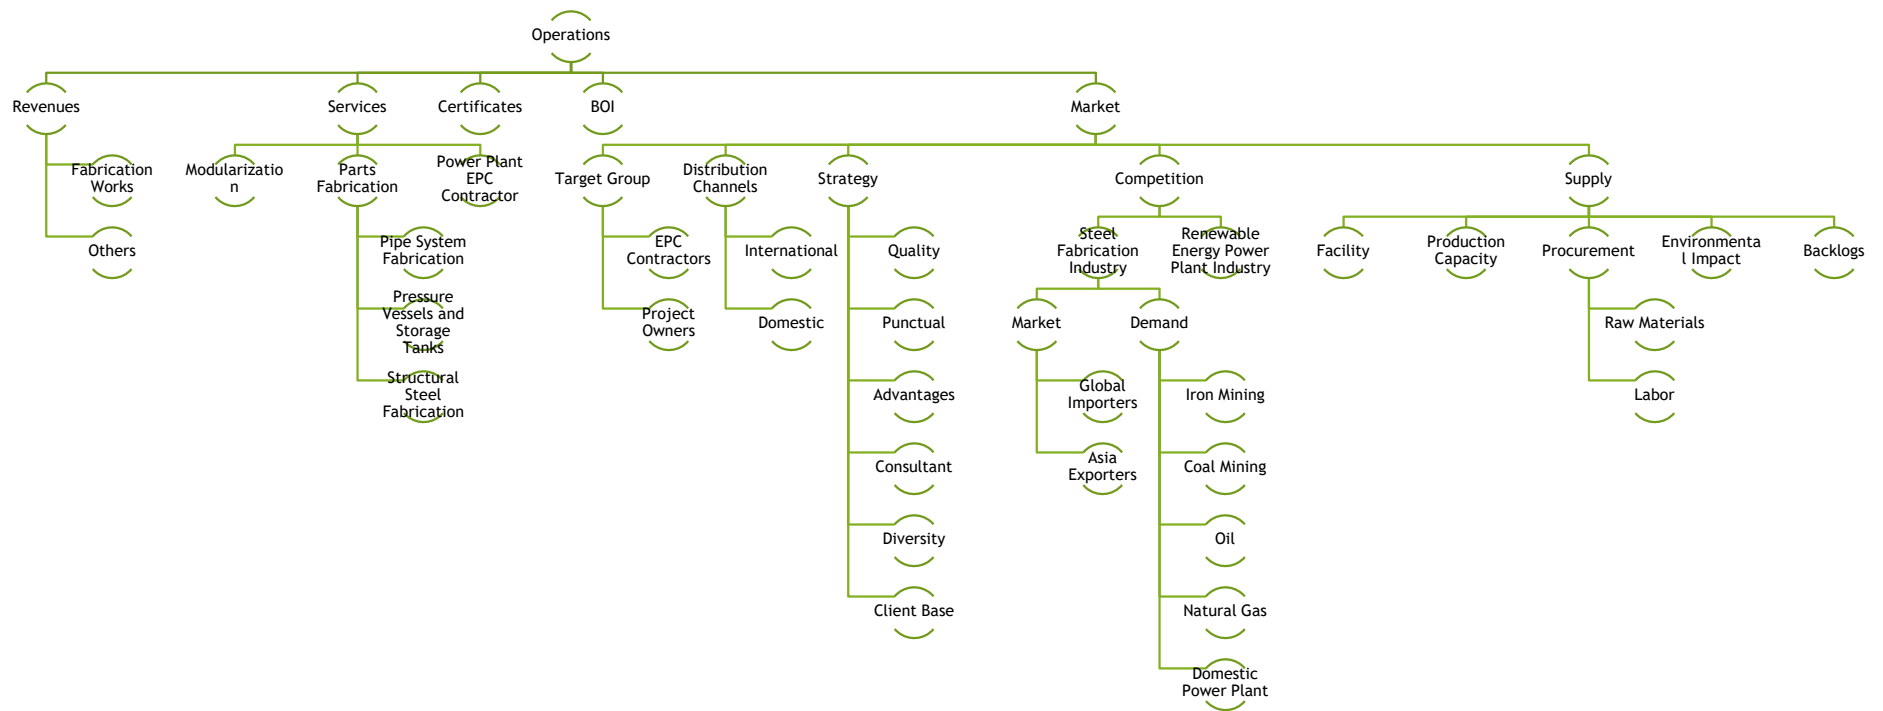 Operations
Revenues
Services
Certificates
BOI
Market
Fabrication
Works
Others
Modularizatio
n
Parts
Fabrication
Power Plant
EPC
Contractor
Pipe System
Fabrication
Pressure
Vessels and
Storage
Tanks
Structural
Steel
Fabrication
Target Group
Distribution
Channels
Strategy
Competition
Supply
EPC
Contractors
Project
Owners
International
Domestic
Quality
Punctual
Advantages
Consultant
Diversity
Client Base
Steel
Fabrication
Industry
Renewable
Energy Power
Plant Industry
Market
Demand
Global
Importers
Asia
Exporters
Iron Mining
Coal Mining
Oil
Natural Gas
Domestic
Power Plant
Facility
Production
Capacity
Procurement
Environmenta
l Impact
Backlogs
Raw Materials
Labor